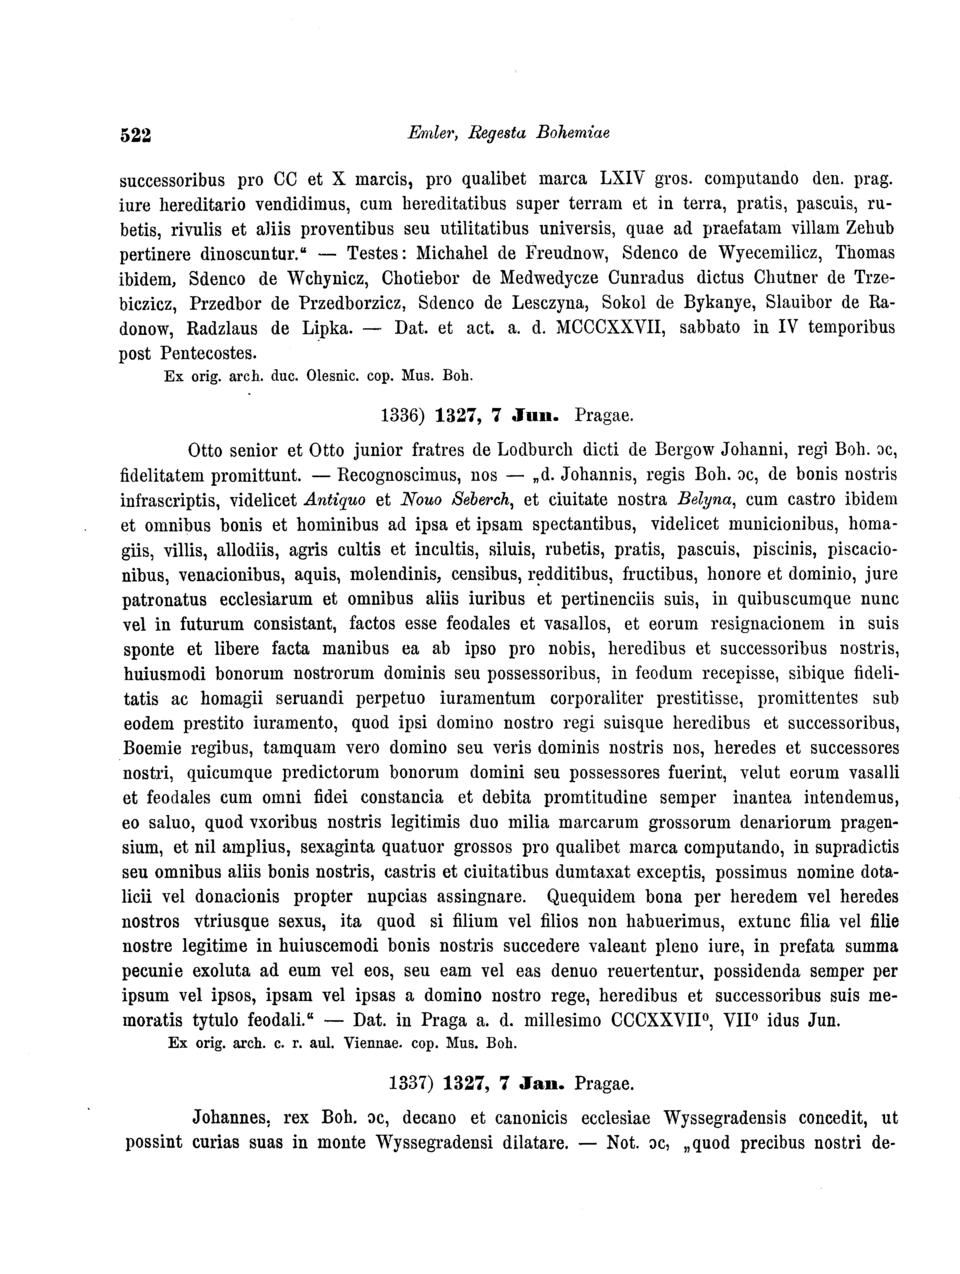 522 Emler, Regesta Bohemiae
successoribus pro CC et X marcis, pro qualibet marca LXIV gros. computando den. prag.
iure hereditario vendidimus, cum hereditatibus super terram et in terra, pratis, pascuis, ru-
betis, rivulis et aliis proventibus seu utilitatibus universis, quae ad praefatam villam Zehub
pertinere dinoscuntur.“ — Testes: Michahel de Freudnow, Sdenco de Wyecemilicz, Thomas
ibidem, Sdenco de Wchynicz, Chotiebor de Medwedycze Cunradus dictus Chutner de Trze-
biczicz, Przedbor de Przedborzicz, Sdenco de Lesczyna, Sokol de Bykanye, Slauibor de Ra-
donow, Radzlaus de Lipka. — Dat. et act. a. d. MCCCXXVII, sabbato in IV temporibus
post Pentecostes.
Ex orig. arch. duc. Olesnic. cop. Mus. Boh.
1336) 1327, 7 Jun. Pragae.
Otto senior et Otto junior fratres de Lodburch dicti de Bergow Johanni, regi Boh. ɔc,
fidelitatem promittunt. — Recognoscimus, nos — „d. Johannis, regis Boh. ɔc, de bonis nostris
infrascriptis, videlicet Antiquo et Nouo Seberch, et ciuitate nostra Belyna, cum castro ibidem
et omnibus bonis et hominibus ad ipsa et ipsam spectantibus, videlicet municionibus, homa-
giis, villis, allodiis, agris cultis et incultis, siluis, rubetis, pratis, pascuis, piscinis, piscacio-
nibus, venacionibus, aquis, molendinis, censibus, redditibus, fructibus, honore et dominio, jure
patronatus ecclesiarum et omnibus aliis iuribus et pertinenciis suis, in quibuscumque nunc
vel in futurum consistant, factos esse feodales et vasallos, et eorum resignacionem in suis
sponte et libere facta manibus ea ab ipso pro nobis, heredibus et successoribus nostris,
huiusmodi bonorum nostrorum dominis seu possessoribus, in feodum recepisse, sibique fideli-
tatis ac homagii seruandi perpetuo iuramentum corporaliter prestitisse, promittentes sub
eodem prestito iuramento, quod ipsi domino nostro regi suisque heredibus et successoribus,
Boemie regibus, tamquam vero domino seu veris dominis nostris nos, heredes et successores
nostri, quicumque predictorum bonorum domini seu possessores fuerint, velut eorum vasalli
et feodales cum omni fidei constancia et debita promtitudine semper inantea intendemus,
eo saluo, quod vxoribus nostris legitimis duo milia marcarum grossorum denariorum pragen-
sium, et nil amplius, sexaginta quatuor grossos pro qualibet marca computando, in supradictis
seu omnibus aliis bonis nostris, castris et ciuitatibus dumtaxat exceptis, possimus nomine dota-
licii vel donacionis propter nupcias assingnare. Quequidem bona per heredem vel heredes
nostros vtriusque sexus, ita quod si filium vel filios non habuerimus, extunc filia vel filie
nostre legitime in huiuscemodi bonis nostris succedere valeant pleno iure, in prefata summa
pecunie exoluta ad eum vel eos, seu eam vel eas denuo reuertentur, possidenda semper per
ipsum vel ipsos, ipsam vel ipsas a domino nostro rege, heredibus et successoribus suis me-
moratis tytulo feodali.“ — Dat. in Praga a. d. millesimo CCCXXVII⁰, VII⁰ idus Jun.
Ex orig. arch. c. r. aul. Viennae. cop. Mus. Boh.
1337) 1327, 7 Jan. Pragae.
Johannes, rex Boh. ɔc, decano et canonicis ecclesiae Wyssegradensis concedit, ut
possint curias suas in monte Wyssegradensi dilatare. — Not. ɔc, „quod precibus nostri de-